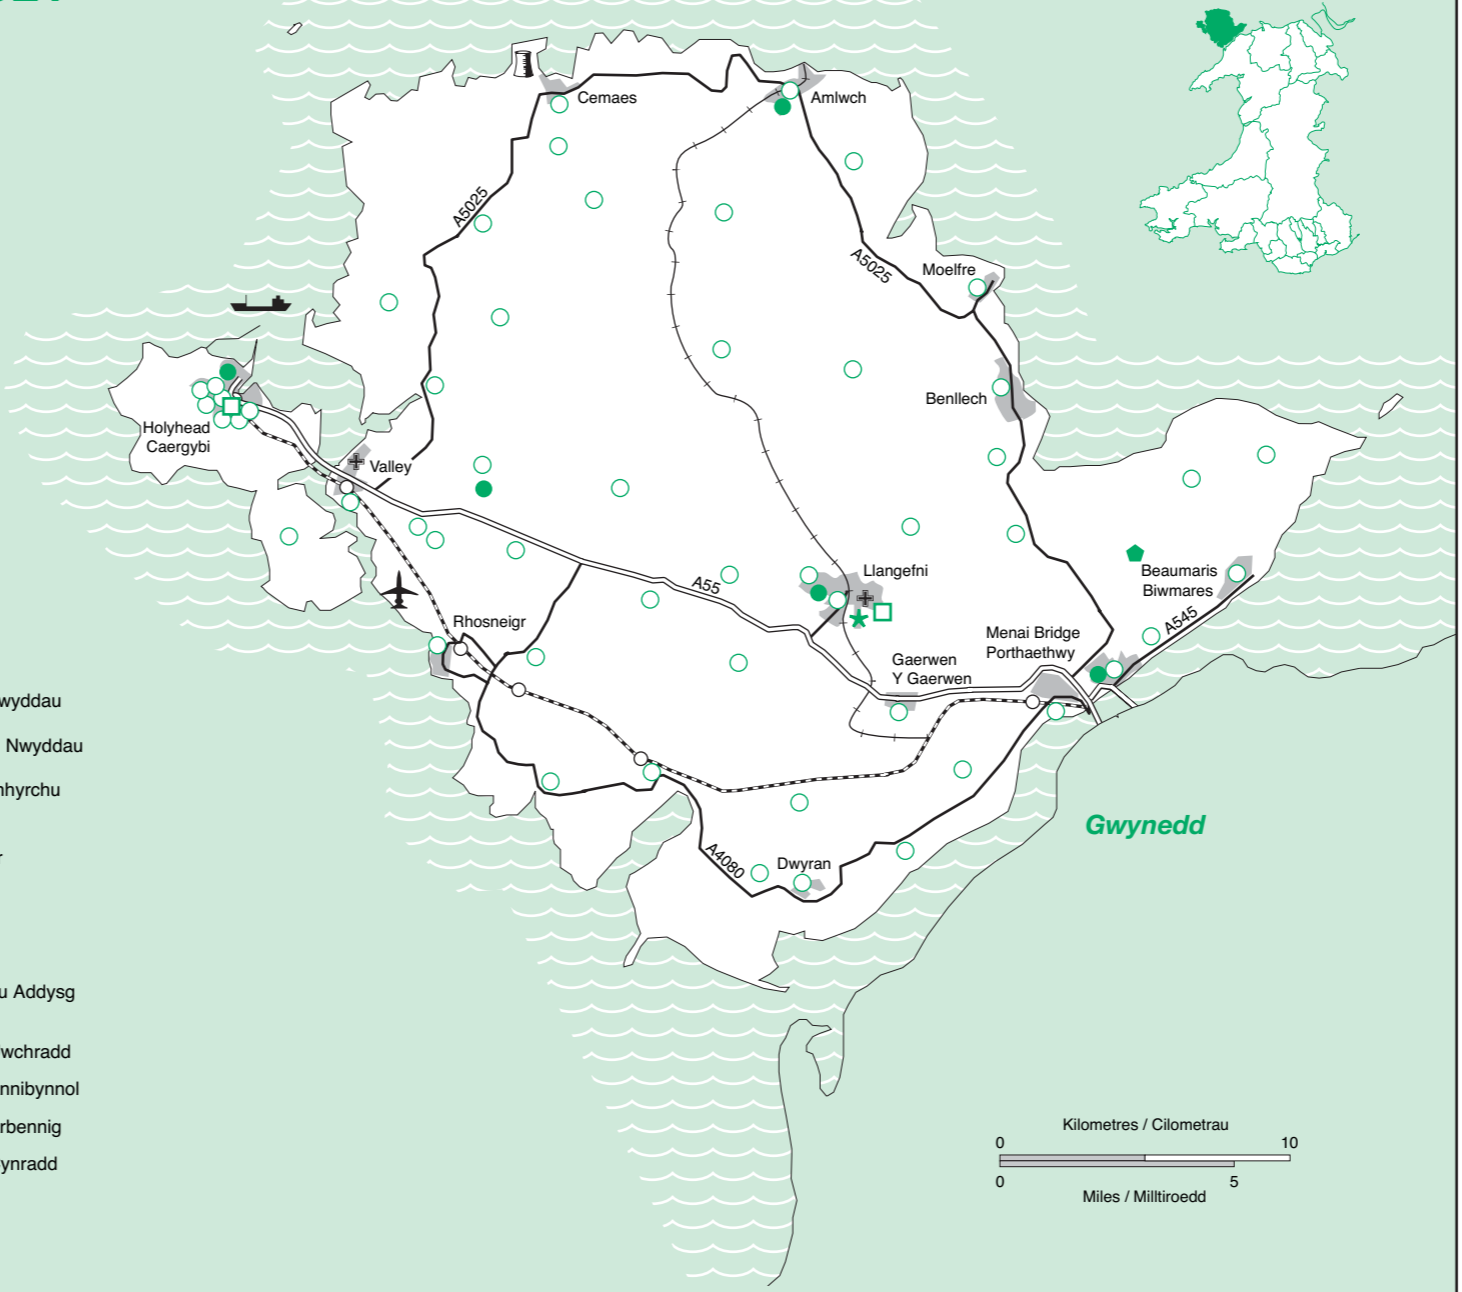 Cemaes
Amlwch
A5025
A5025
Moelfre
Benllech
Holyhead
Caergybi
Valley
Llangefni
A55
Beaumaris
Biwmares
A545
Rhosneigr
Menai Bridge
Porthaethwy
Gaerwen
Y Gaerwen
Gwynedd
A4080
Dwyran
wyddau
Nwyddau
nhyrchu
r
u Addysg
wchradd
nnibynnol
rbennig
ynradd
Kilometres / Cilometrau
0 10
0 5
Miles / Milltiroedd